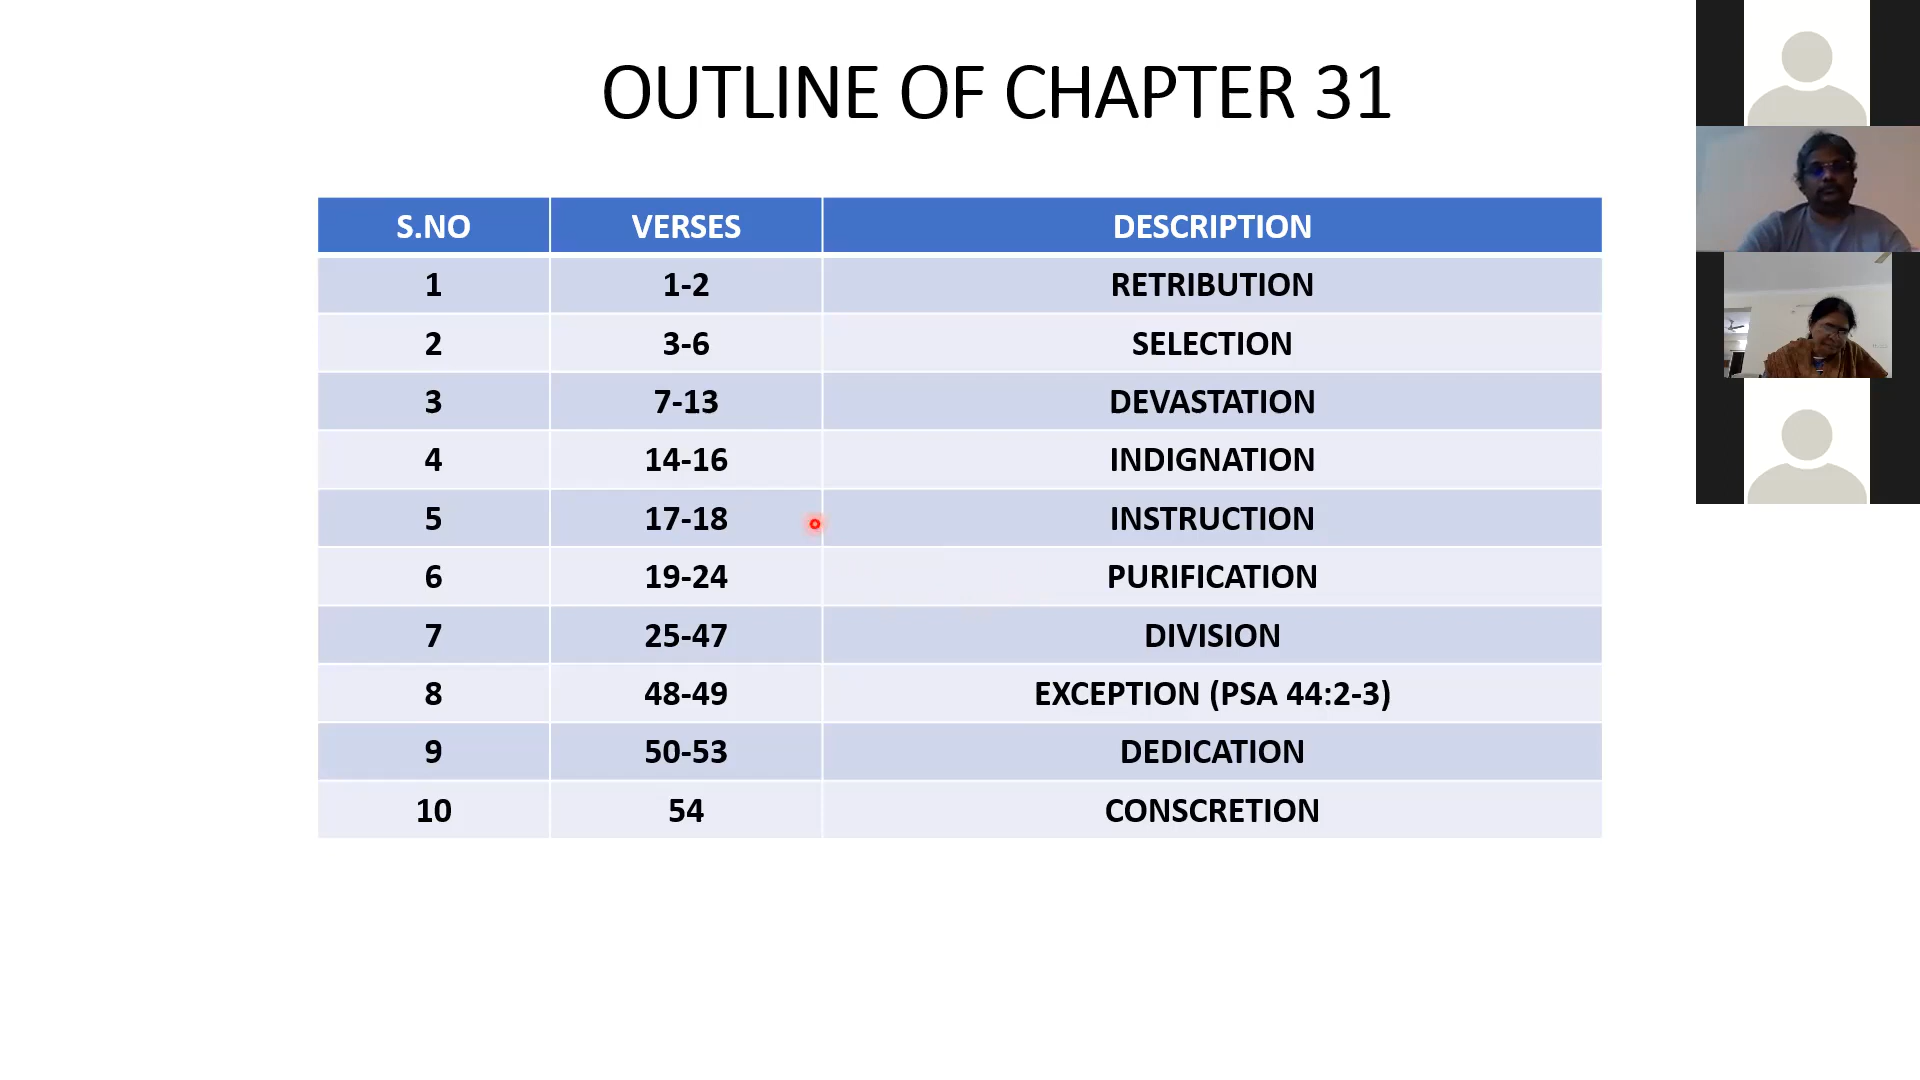 OUTLINE OF CHAPTER 31
S.NO VERSES DESCRIPTION
1 1-2 RETRIBUTION
2 3-6 SELECTION
3 7-13 DEVASTATION
4 14-16 INDIGNATION
5 17-18 INSTRUCTION
6 19-24 PURIFICATION
7 25-47 DIVISION
8 48-49 EXCEPTION (PSA 44:2-3)
9 50-53 DEDICATION
10 54 CONSCRETION